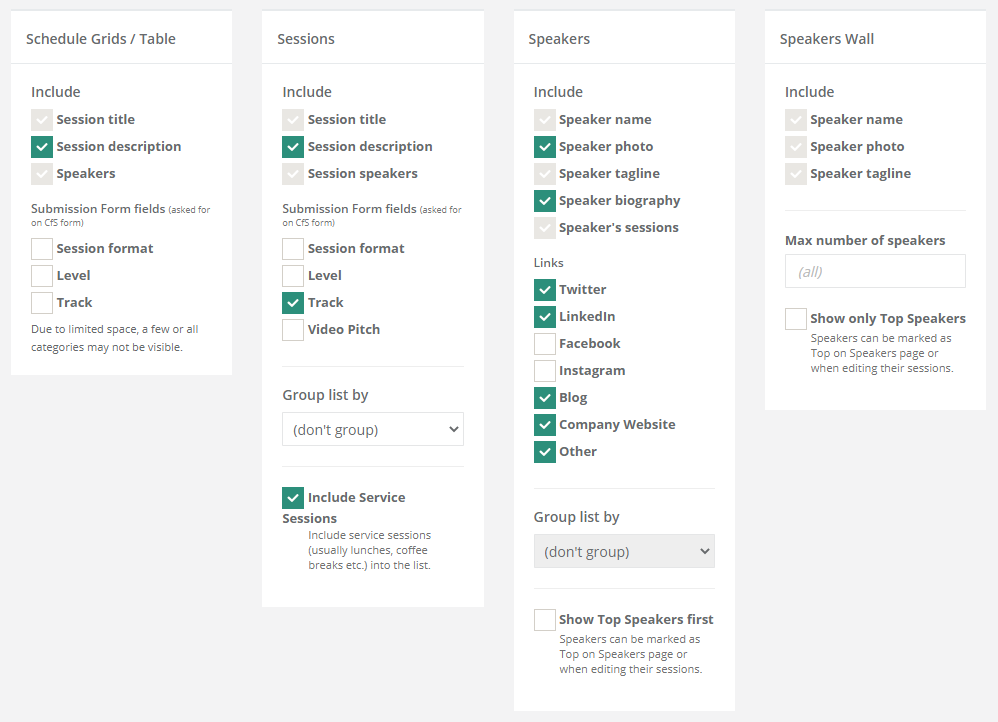 Schedule Grids / Table
Include
Session title
Session description
Speakers
Submission Form fields (asked for
on CfS form)
Session format
Level
Track
Due to limited space, a few or all
categories may not be visible.
Sessions
Include
Session title
Session description
Session speakers
Submission Form fields (asked for
on CfS form)
Session format
Level
Track
Video Pitch
Group list by
(don't group)
Include Service
Sessions
Include service sessions
(usually lunches, coffee
breaks etc.) into the list.
Speakers
Include
Speaker name
Speaker photo
Speaker tagline
Speaker biography
Speaker's sessions
Links
Twitter
LinkedIn
Facebook
Instagram
Blog
Company Website
Other
Group list by
(don't group)
Show Top Speakers first
Speakers can be marked as
Top on Speakers page or
when editing their sessions.
Speakers Wall
Include
Speaker name
Speaker photo
Speaker tagline
Max number of speakers
(all)
Show only Top Speakers
Speakers can be marked as
Top on Speakers page or
when editing their sessions.